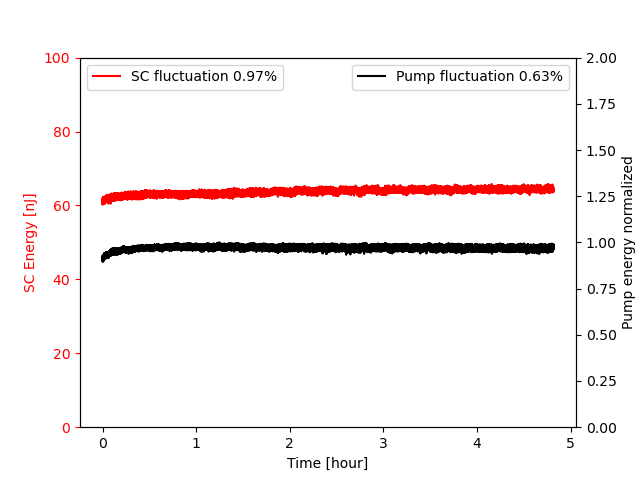 SC fluctuation 0.97%
Pump fluctuation 0.63%
SC Energy [nJ]
100
80
60
40
20
0
2.00
1.75
1.50
1.25
1.00
0.75
0.50
0.25
0.00
Pump energy normalized
0 1 2 3 4 5
Time [hour]